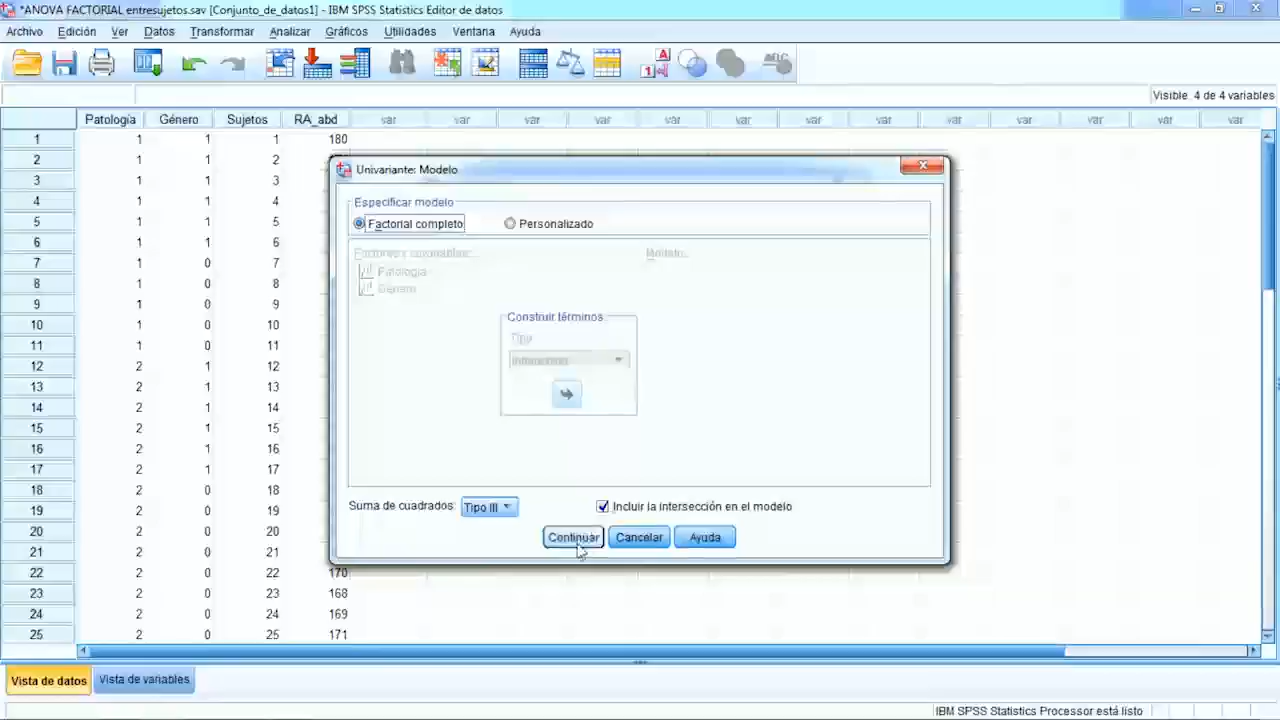 *ANOVA FACTORIAL entresujetos.sav [Conjunto_de_datos1] - IBM SPSS Statistics Editor de datos
Archivo Edición Ver Datos Transformar Analizar Gráficos Utilidades Ventana Ayuda
Visible: 4 de 4 variables
Patología Género Sujetos RA_abd var var var var var var var var var var var var var
1 1 1 1 180
2 1 1 2
3 1 1 3
4 1 1 4
5 1 1 5
6 1 1 6
7 1 0 7
8 1 0 8
9 1 0 9
10 1 0 10
11 1 0 11
12 2 1 12
13 2 1 13
14 2 1 14
15 2 1 15
16 2 1 16
17 2 1 17
18 2 0 18
19 2 0 19
20 2 0 20
21 2 0 21
22 2 0 22 170
23 2 0 23 168
24 2 0 24 169
25 2 0 25 171
Univariante: Modelo
Especificar modelo
Factorial completo Personalizado
Factores y covariables: Modelo:
Patología
Género
Construir términos
Tipo
Interacción
Suma de cuadrados: Tipo III Incluir la intersección en el modelo
Continuar Cancelar Ayuda
Vista de datos Vista de variables
IBM SPSS Statistics Processor está listo